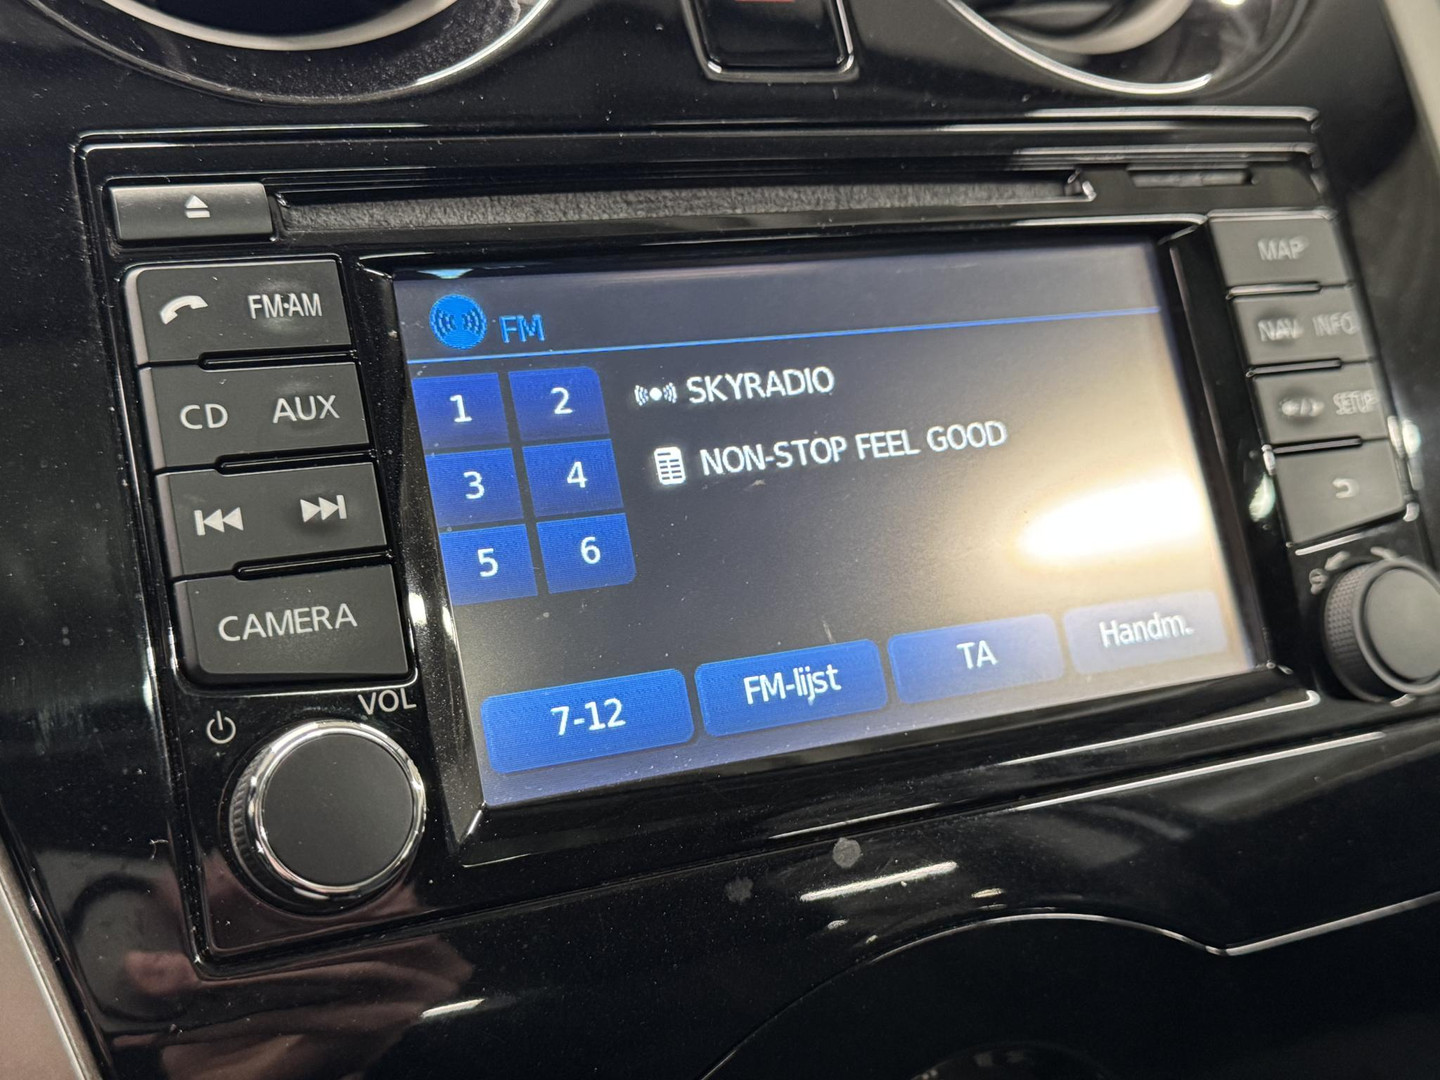 FM·AM
CD AUX
CAMERA
VOL
FM
1 2
3 4
5 6
SKYRADIO
NON-STOP FEEL GOOD
7-12 FM-lijst TA Handm.
MAP
NAV INFO
SETUP